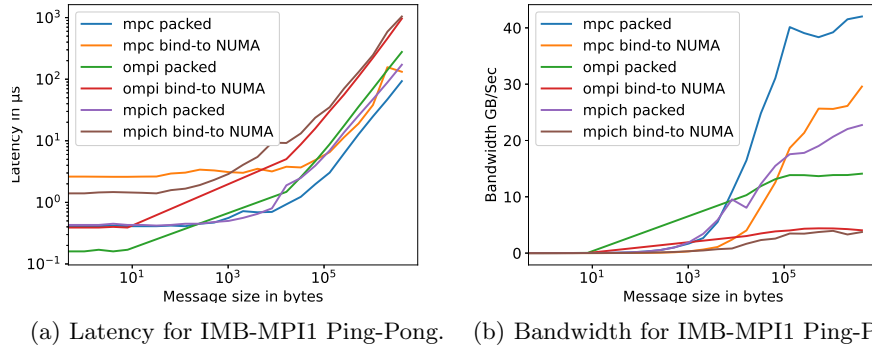 10³
10²
10¹
10⁰
10⁻¹
Latency in µs
mpc packed
mpc bind-to NUMA
ompi packed
ompi bind-to NUMA
mpich packed
mpich bind-to NUMA
10¹
10³
10⁵
Message size in bytes
(a) Latency for IMB-MPI1 Ping-Pong.
40
30
20
10
0
Bandwidth GB/Sec
mpc packed
mpc bind-to NUMA
ompi packed
ompi bind-to NUMA
mpich packed
mpich bind-to NUMA
10¹
10³
10⁵
Message size in bytes
(b) Bandwidth for IMB-MPI1 Ping-P